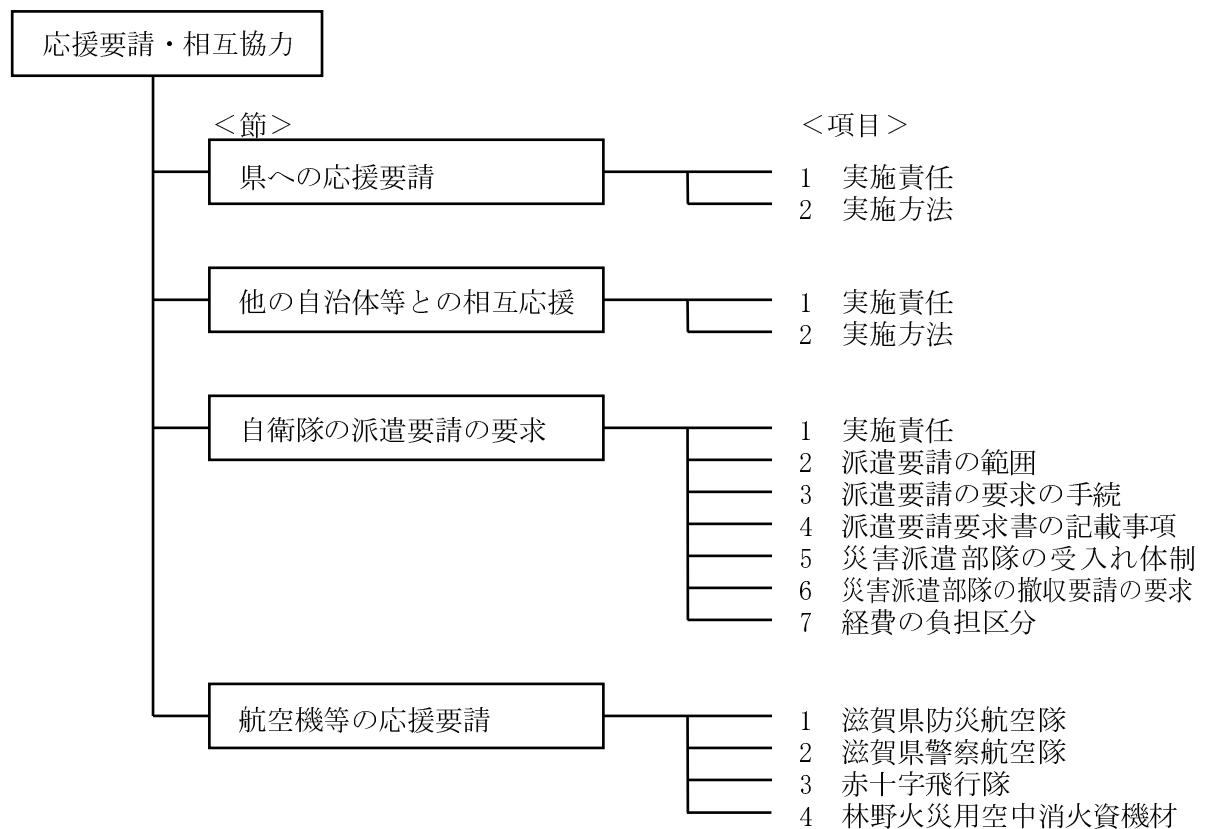 応援要請・相互協力
＜節＞ ＜項目＞
県への応援要請
1 実施責任
2 実施方法
他の自治体等との相互応援
1 実施責任
2 実施方法
自衛隊の派遣要請の要求
1 実施責任
2 派遣要請の範囲
3 派遣要請の要求の手続
4 派遣要請要求書の記載事項
5 災害派遣部隊の受入れ体制
6 災害派遣部隊の撤収要請の要求
7 経費の負担区分
航空機等の応援要請
1 滋賀県防災航空隊
2 滋賀県警察航空隊
3 赤十字飛行隊
4 林野火災用空中消火資機材